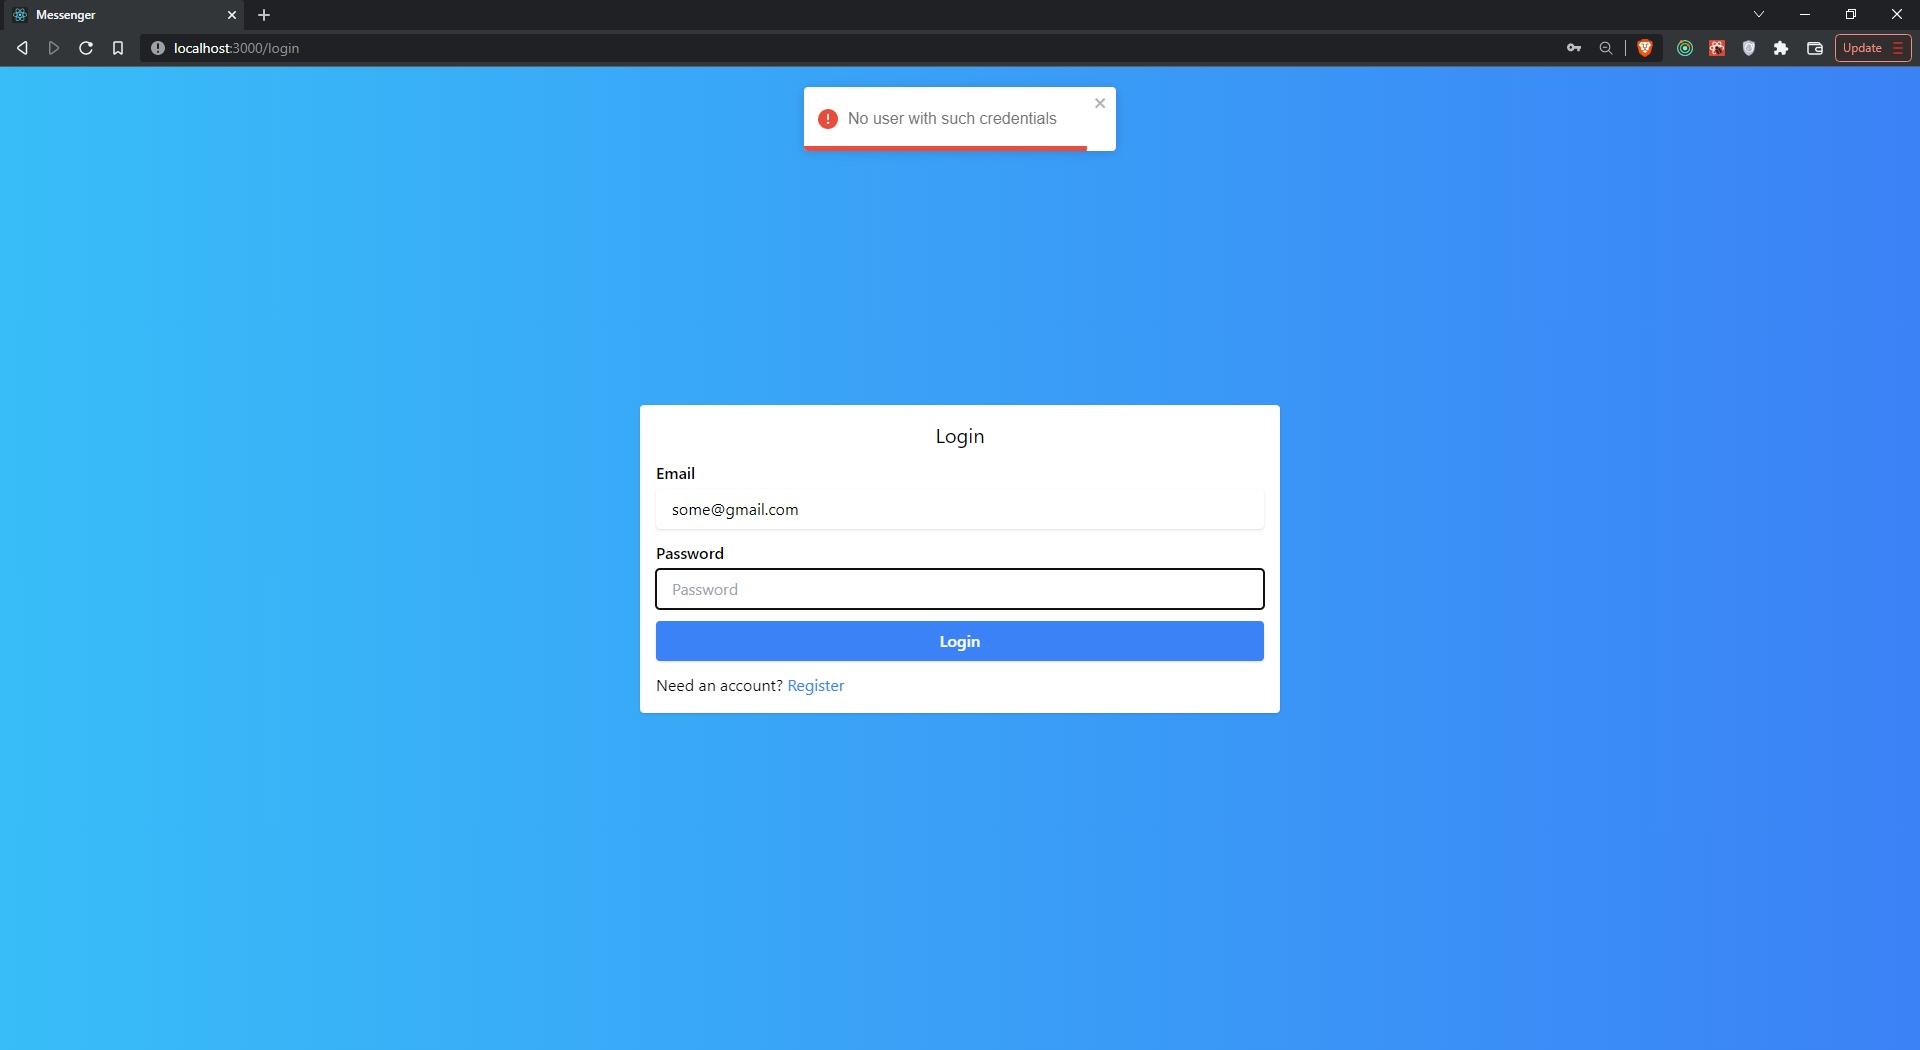 Messenger
localhost:3000/login
Update
No user with such credentials
Login
Email
some@gmail.com
Password
Password
Login
Need an account? Register